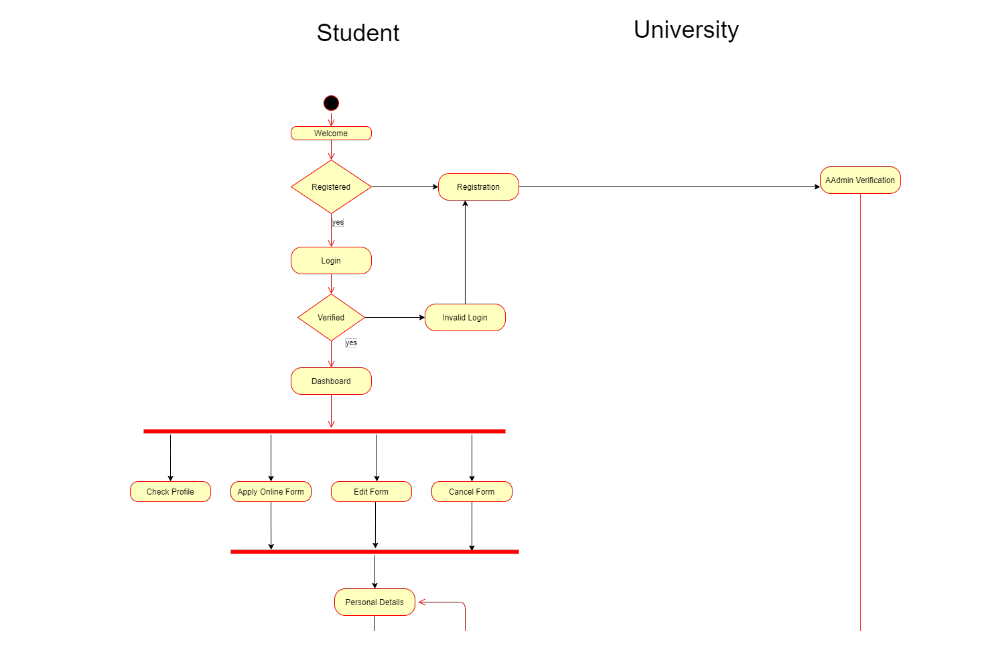 Student
University
Welcome
Registered
Registration
AAdmin Verification
yes
Login
Verified
Invalid Login
yes
Dashboard
Check Profile
Apply Online Form
Edit Form
Cancel Form
Personal Details